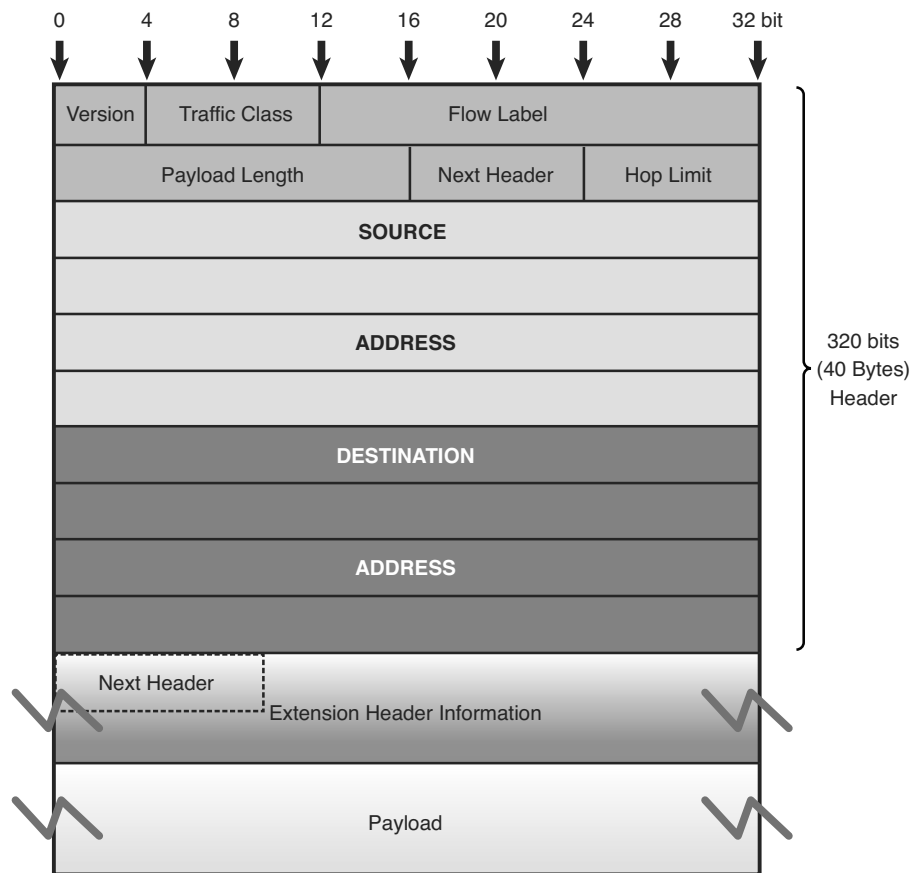 0 4 8 12 16 20 24 28 32 bit
Version Traffic Class Flow Label
Payload Length Next Header Hop Limit
SOURCE
ADDRESS
320 bits
(40 Bytes)
Header
DESTINATION
ADDRESS
Next Header
Extension Header Information
Payload